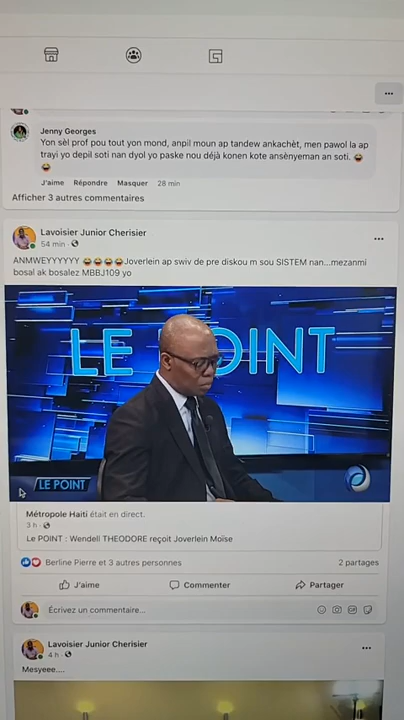 Jenny Georges
Yon sèl prof pou tout yon mond, anpil moun ap tandew ankachèt, men pawol la ap
trayi yo depil soti nan dyol yo paske nou déjà konen kote ansènyeman an soti.
J'aime Répondre Masquer 28 min
Afficher 3 autres commentaires
Lavoisier Junior Cherisier
54 min
ANMWEYYYYYY Joverlein ap swiv de pre diskou m sou SISTEM nan...mezanmi
bosal ak bosalez MBBJ109 yo
LE POINT
LE POINT
Métropole Haiti était en direct.
3 h
Le POINT : Wendell THEODORE reçoit Joverlein Moïse
Berline Pierre et 3 autres personnes 2 partages
J'aime Commenter Partager
Écrivez un commentaire...
Lavoisier Junior Cherisier
4 h
Mesyeee....